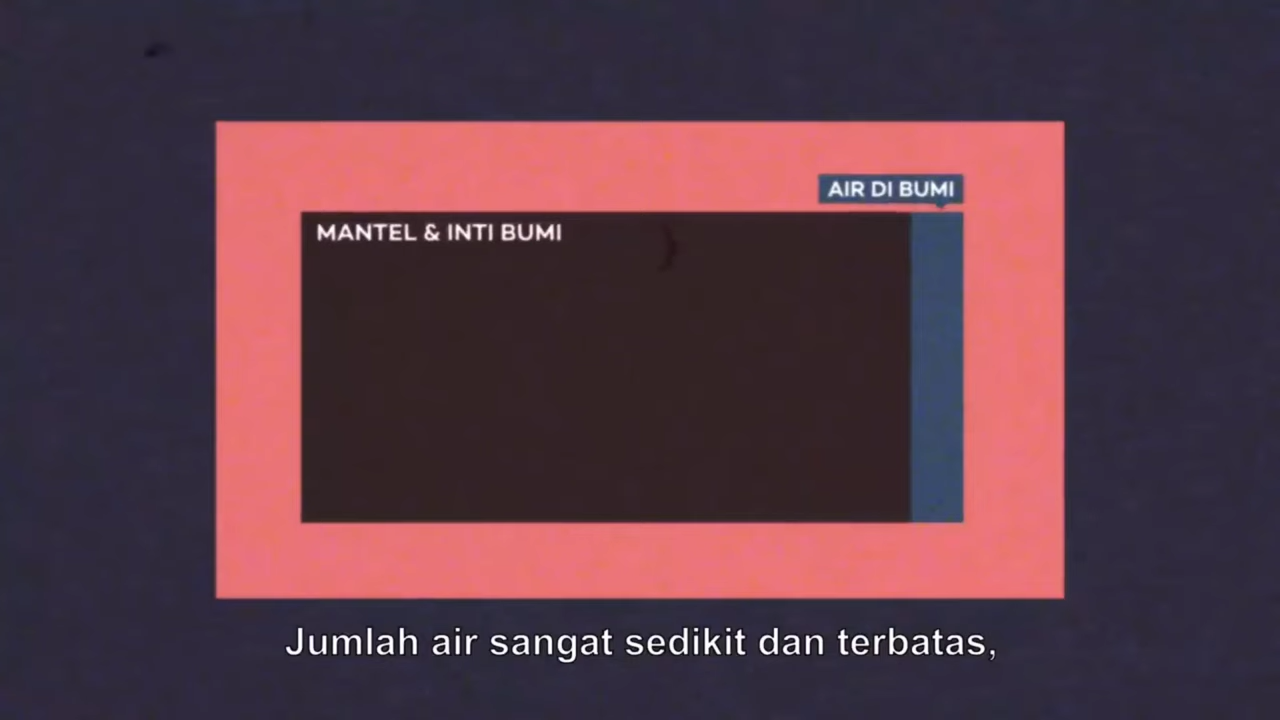 AIR DI BUMI
MANTEL & INTI BUMI
Jumlah air sangat sedikit dan terbatas,